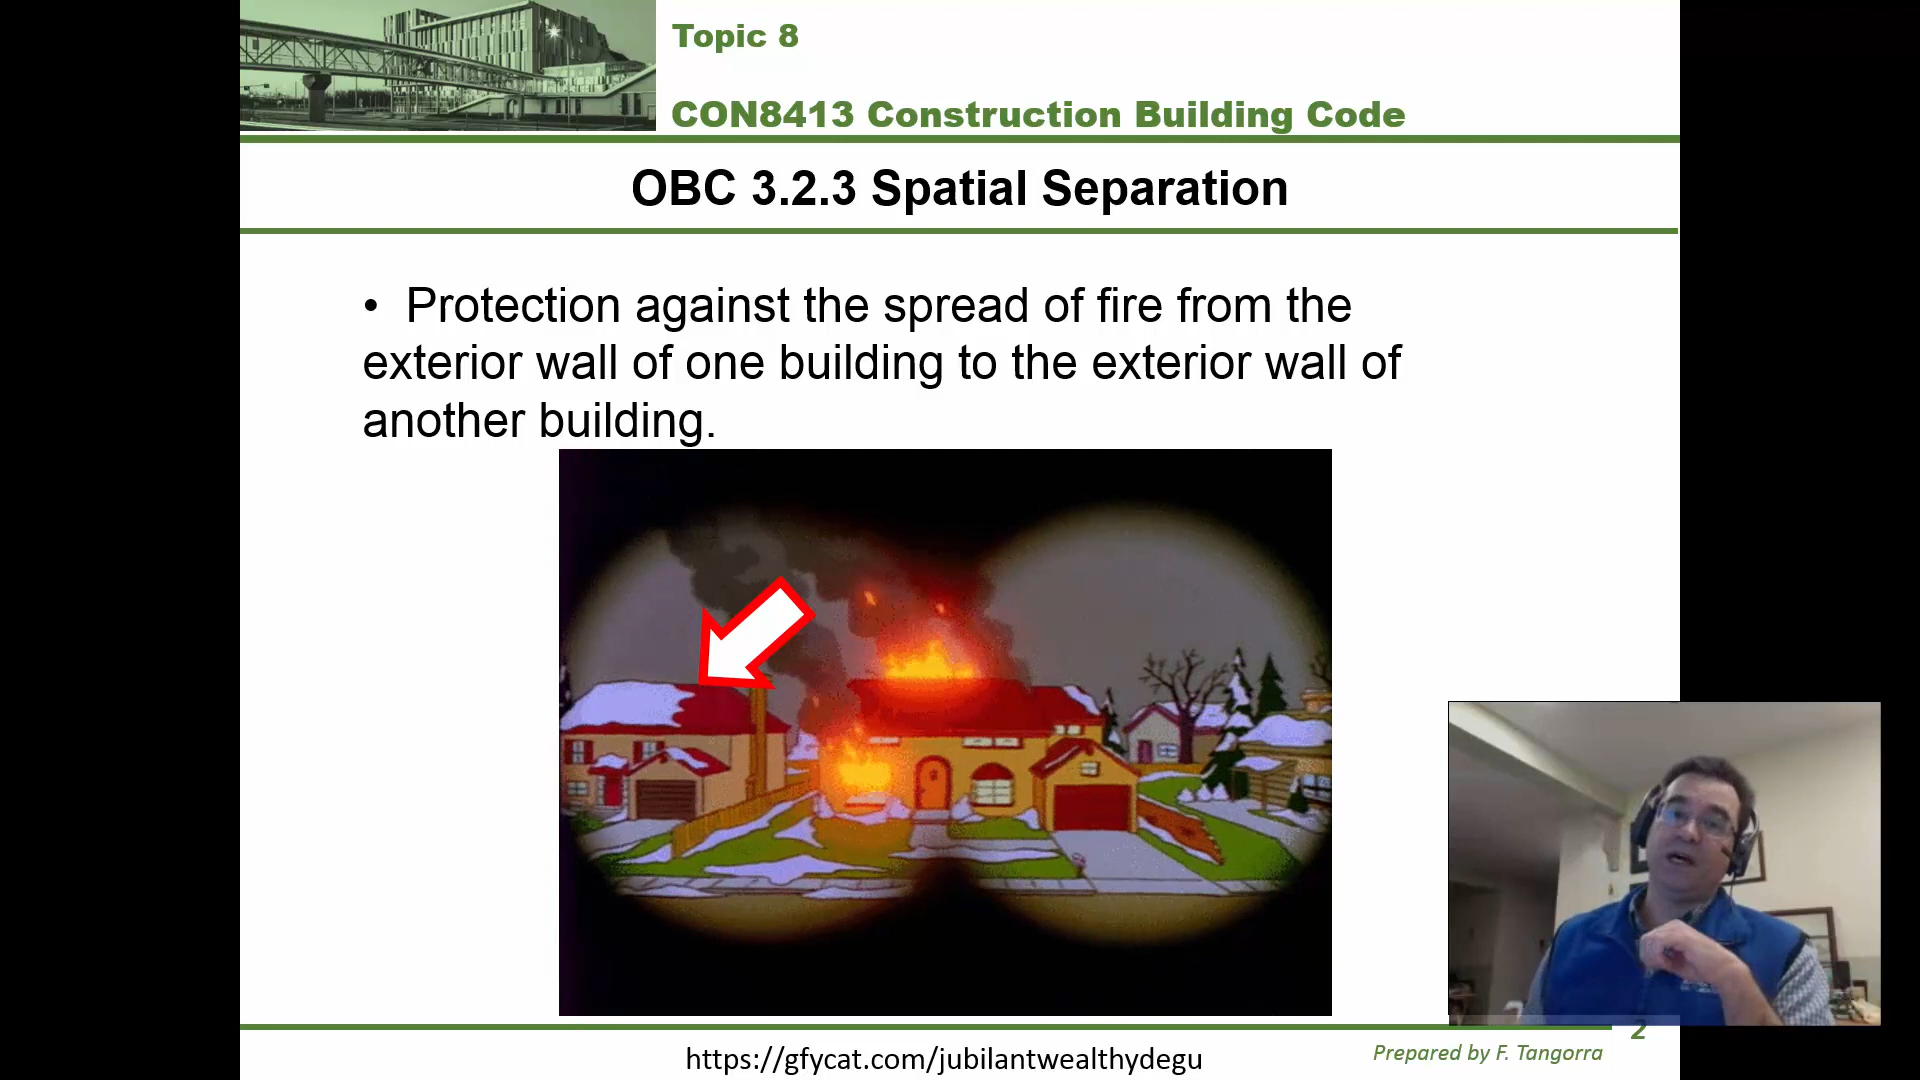 Topic 8
CON8413 Construction Building Code
OBC 3.2.3 Spatial Separation
• Protection against the spread of fire from the
exterior wall of one building to the exterior wall of
another building.
https://gfycat.com/jubilantwealthydegu
2
Prepared by F. Tangorra